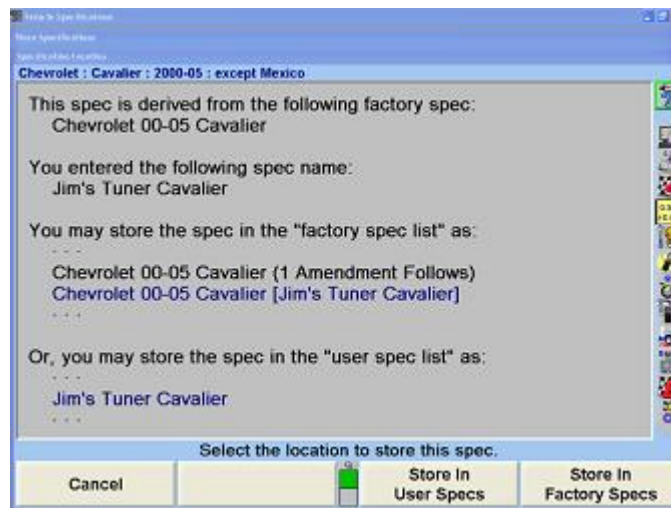 Chevrolet : Cavalier : 2000-05 : except Mexico
This spec is derived from the following factory spec:
Chevrolet 00-05 Cavalier
You entered the following spec name:
Jim's Tuner Cavalier
You may store the spec in the "factory spec list" as:
. . .
Chevrolet 00-05 Cavalier (1 Amendment Follows)
Chevrolet 00-05 Cavalier [Jim's Tuner Cavalier]
. . .
Or, you may store the spec in the "user spec list" as:
. . .
Jim's Tuner Cavalier
. . .
Select the location to store this spec.
Cancel
Store In
User Specs
Store In
Factory Specs